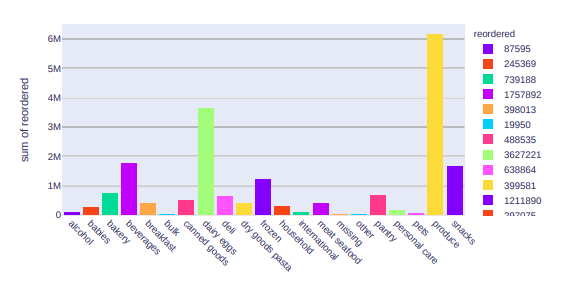 reordered
87595
245369
739188
1757892
398013
19950
488535
3627221
638864
399581
1211890
sum of reordered
6M
5M
4M
3M
2M
1M
0
alcohol
babies
bakery
beverages
breakfast
bulk
canned goods
dairy eggs
deli
dry goods pasta
frozen
household
international
meat seafood
missing
other
pantry
personal care
pets
produce
snacks